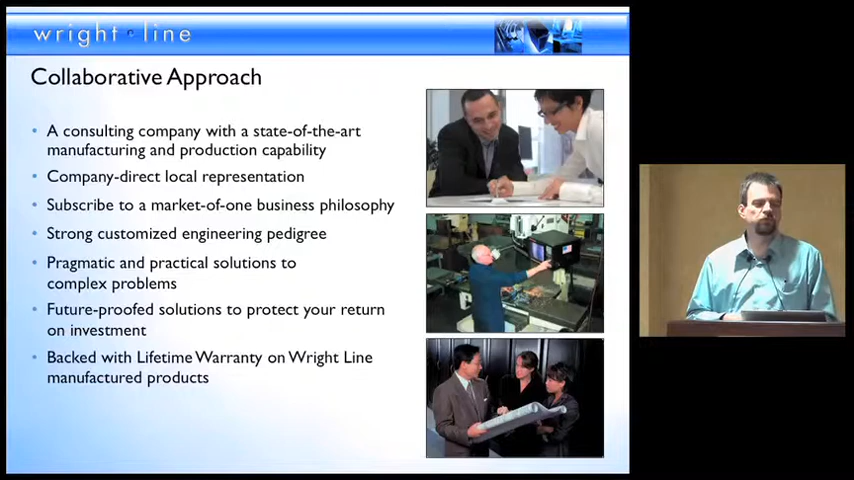 wright line
Collaborative Approach
• A consulting company with a state-of-the-art
manufacturing and production capability
• Company-direct local representation
• Subscribe to a market-of-one business philosophy
• Strong customized engineering pedigree
• Pragmatic and practical solutions to
complex problems
• Future-proofed solutions to protect your return
on investment
• Backed with Lifetime Warranty on Wright Line
manufactured products